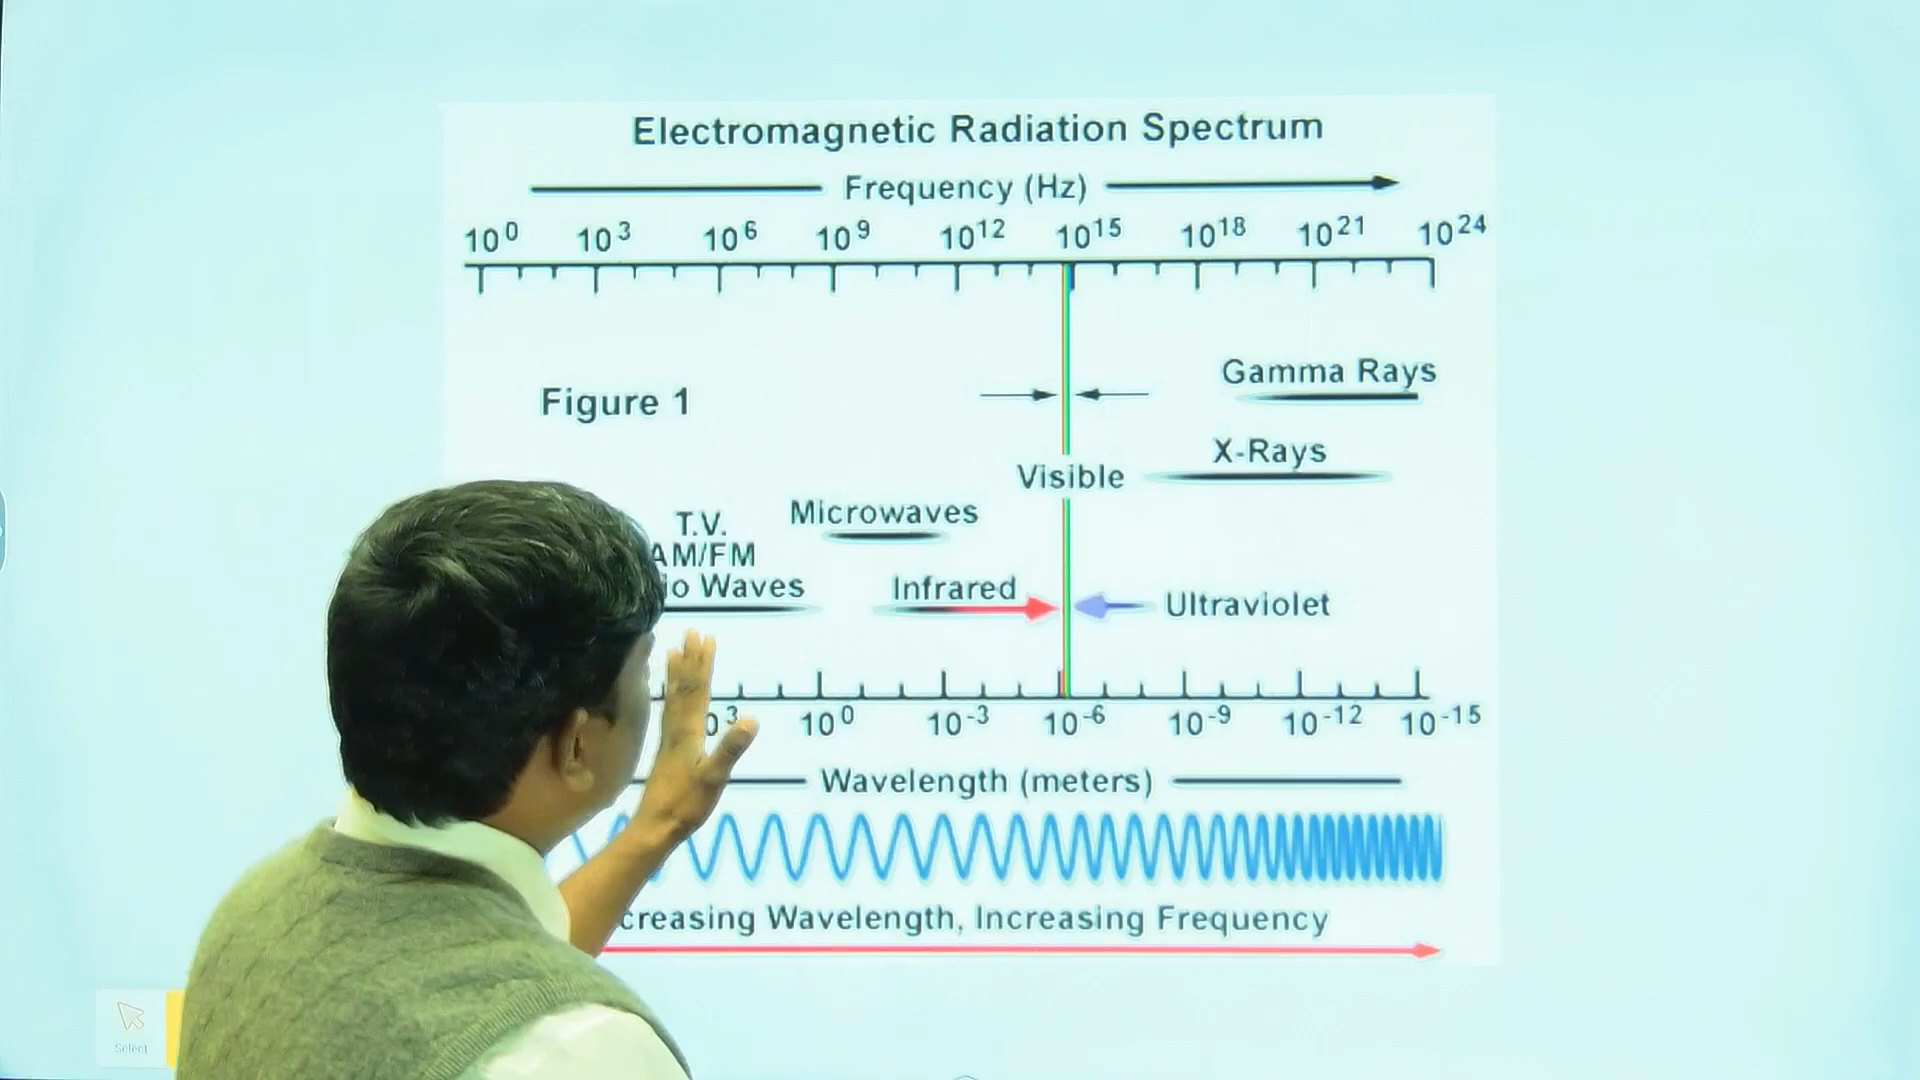 Electromagnetic Radiation Spectrum
Frequency (Hz)
10⁰ 10³ 10⁶ 10⁹ 10¹² 10¹⁵ 10¹⁸ 10²¹ 10²⁴
Gamma Rays
Figure 1
X-Rays
Visible
Microwaves
T.V.
AM/FM
Waves
Infrared
Ultraviolet
10⁰ 10⁻³ 10⁻⁶ 10⁻⁹ 10⁻¹² 10⁻¹⁵
Wavelength (meters)
Wavelength, Increasing Frequency
Select